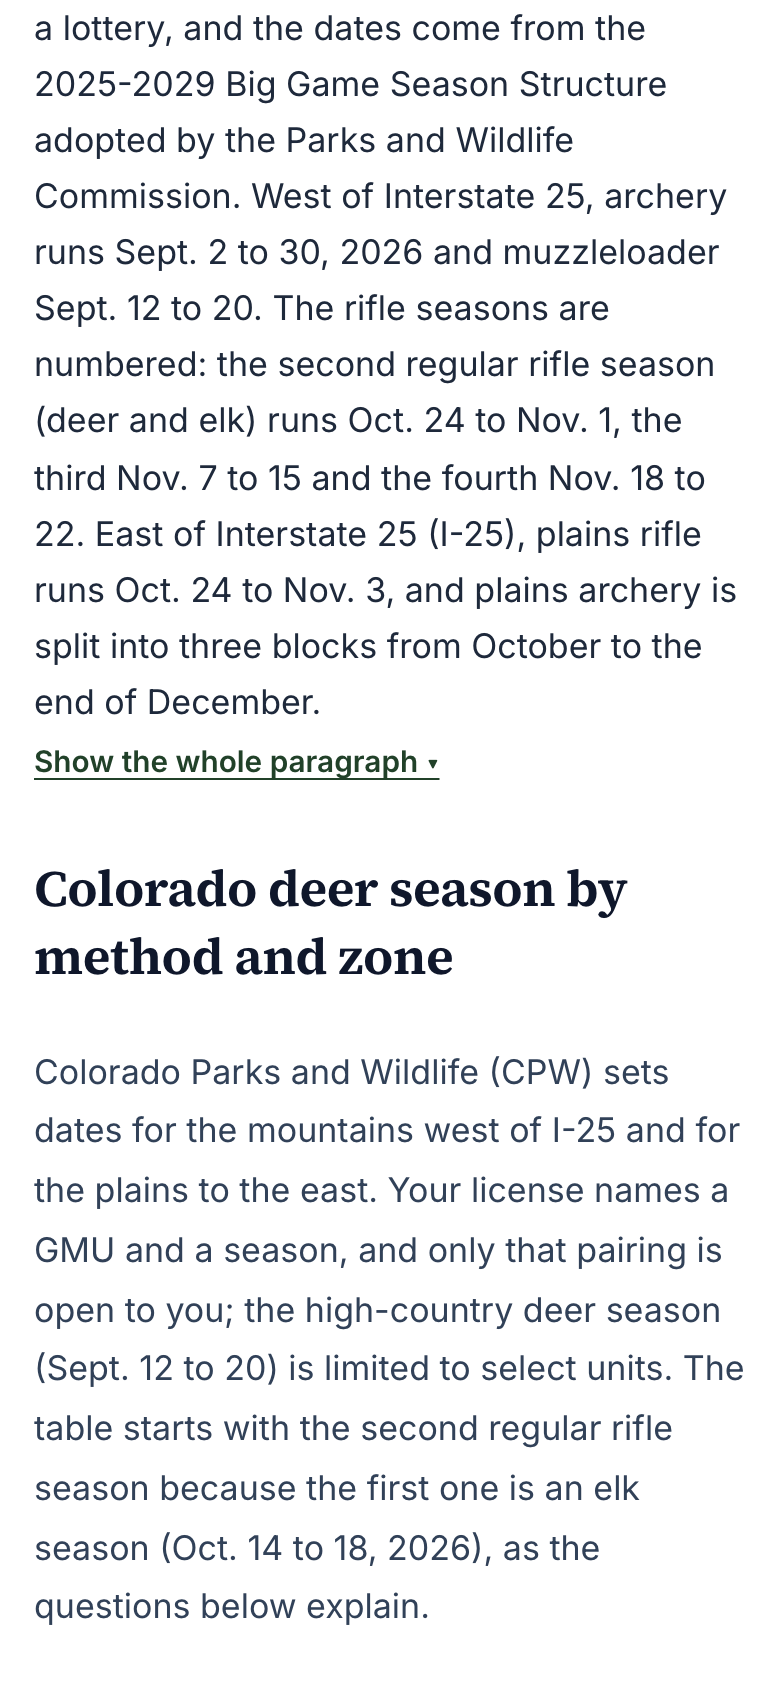 a lottery, and the dates come from the
2025-2029 Big Game Season Structure
adopted by the Parks and Wildlife
Commission. West of Interstate 25, archery
runs Sept. 2 to 30, 2026 and muzzleloader
Sept. 12 to 20. The rifle seasons are
numbered: the second regular rifle season
(deer and elk) runs Oct. 24 to Nov. 1, the
third Nov. 7 to 15 and the fourth Nov. 18 to
22. East of Interstate 25 (I-25), plains rifle
runs Oct. 24 to Nov. 3, and plains archery is
split into three blocks from October to the
end of December.
Show the whole paragraph ▾
Colorado deer season by
method and zone
Colorado Parks and Wildlife (CPW) sets
dates for the mountains west of I-25 and for
the plains to the east. Your license names a
GMU and a season, and only that pairing is
open to you; the high-country deer season
(Sept. 12 to 20) is limited to select units. The
table starts with the second regular rifle
season because the first one is an elk
season (Oct. 14 to 18, 2026), as the
questions below explain.